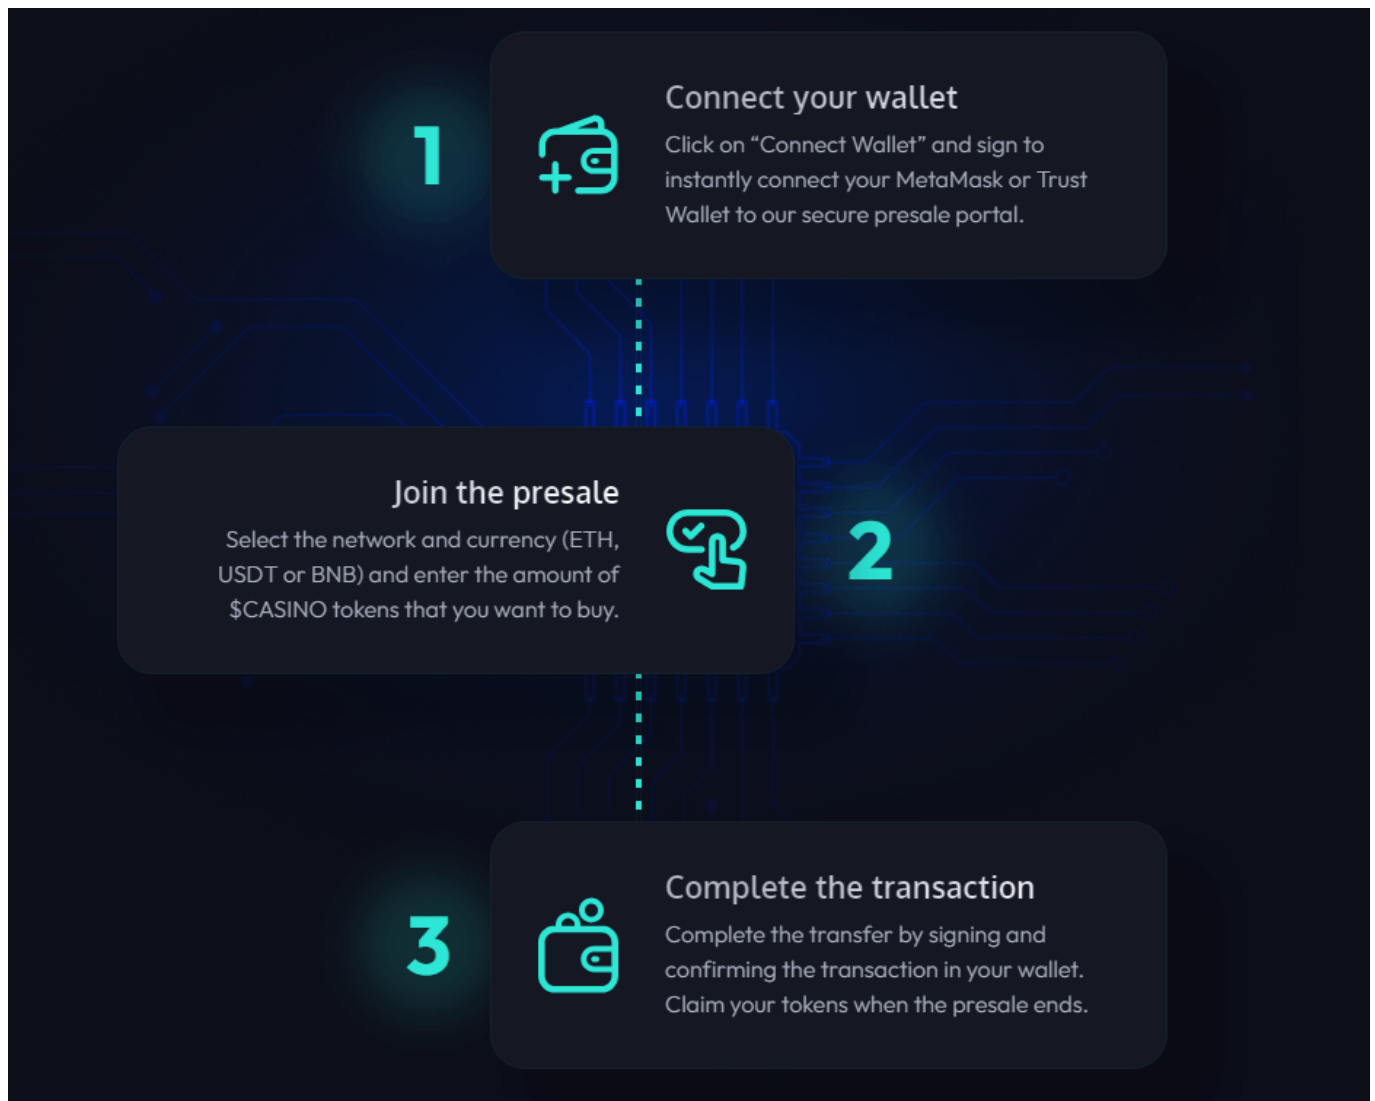 1
Connect your wallet
Click on “Connect Wallet” and sign to
instantly connect your MetaMask or Trust
Wallet to our secure presale portal.
Join the presale
Select the network and currency (ETH,
USDT or BNB) and enter the amount of
$CASINO tokens that you want to buy.
2
3
Complete the transaction
Complete the transfer by signing and
confirming the transaction in your wallet.
Claim your tokens when the presale ends.